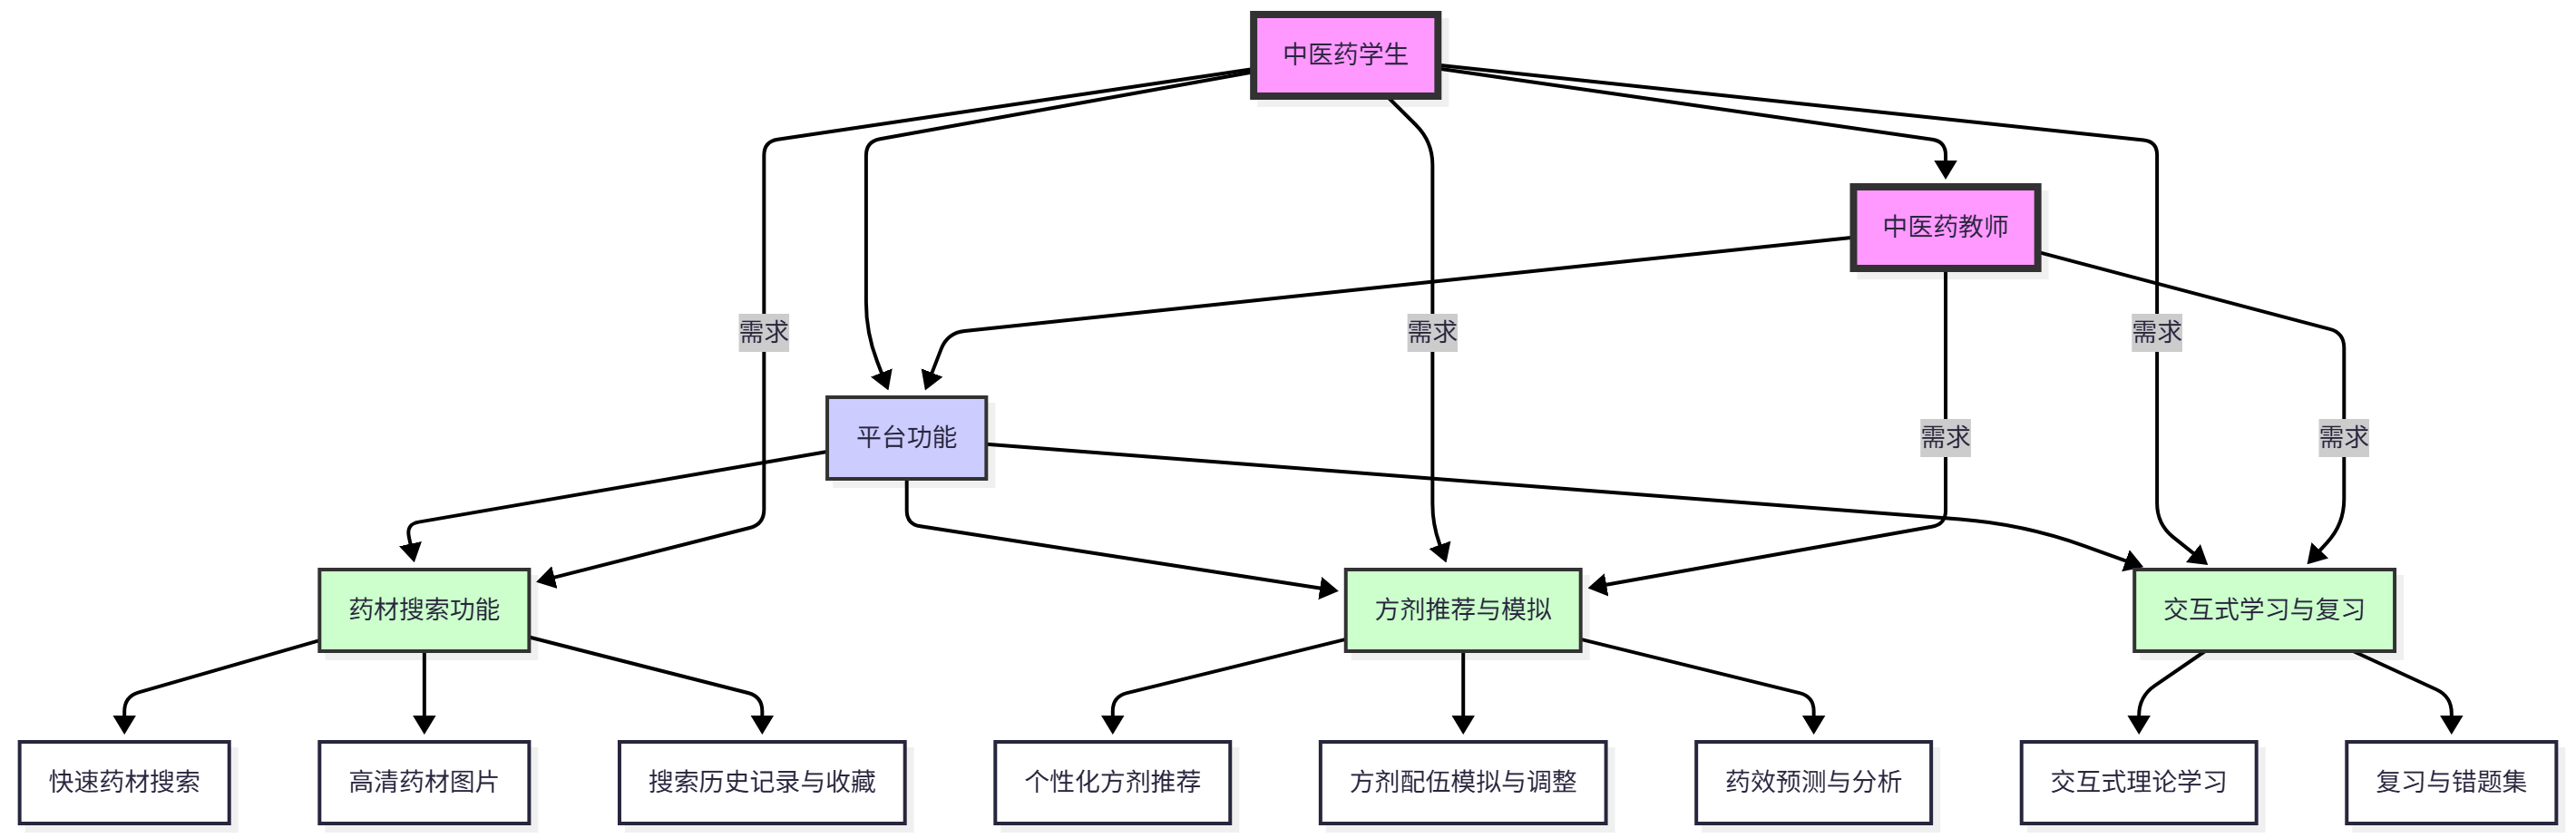 中医药学生
中医药教师
需求
需求
需求
平台功能
需求
需求
药材搜索功能
方剂推荐与模拟
交互式学习与复习
快速药材搜索
高清药材图片
搜索历史记录与收藏
个性化方剂推荐
方剂配伍模拟与调整
药效预测与分析
交互式理论学习
复习与错题集